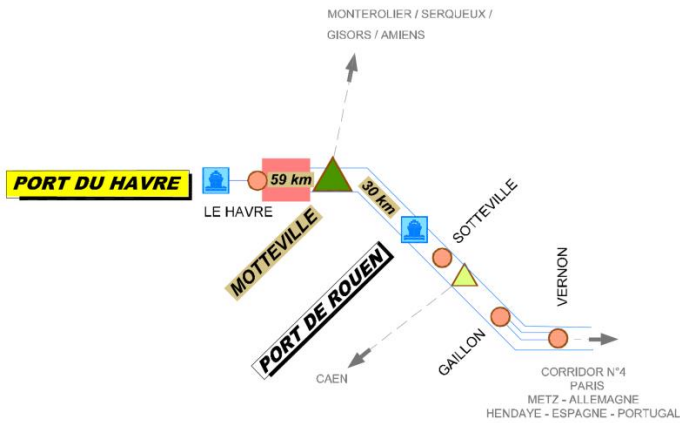 MONTEROLIER / SERQUEUX /
GISORS / AMIENS
PORT DU HAVRE
59 km
LE HAVRE
30 km
MOTTEVILLE
SOTTEVILLE
PORT DE ROUEN
VERNON
GAILLON
CAEN
CORRIDOR N°4
PARIS
METZ - ALLEMAGNE
HENDAYE - ESPAGNE - PORTUGAL